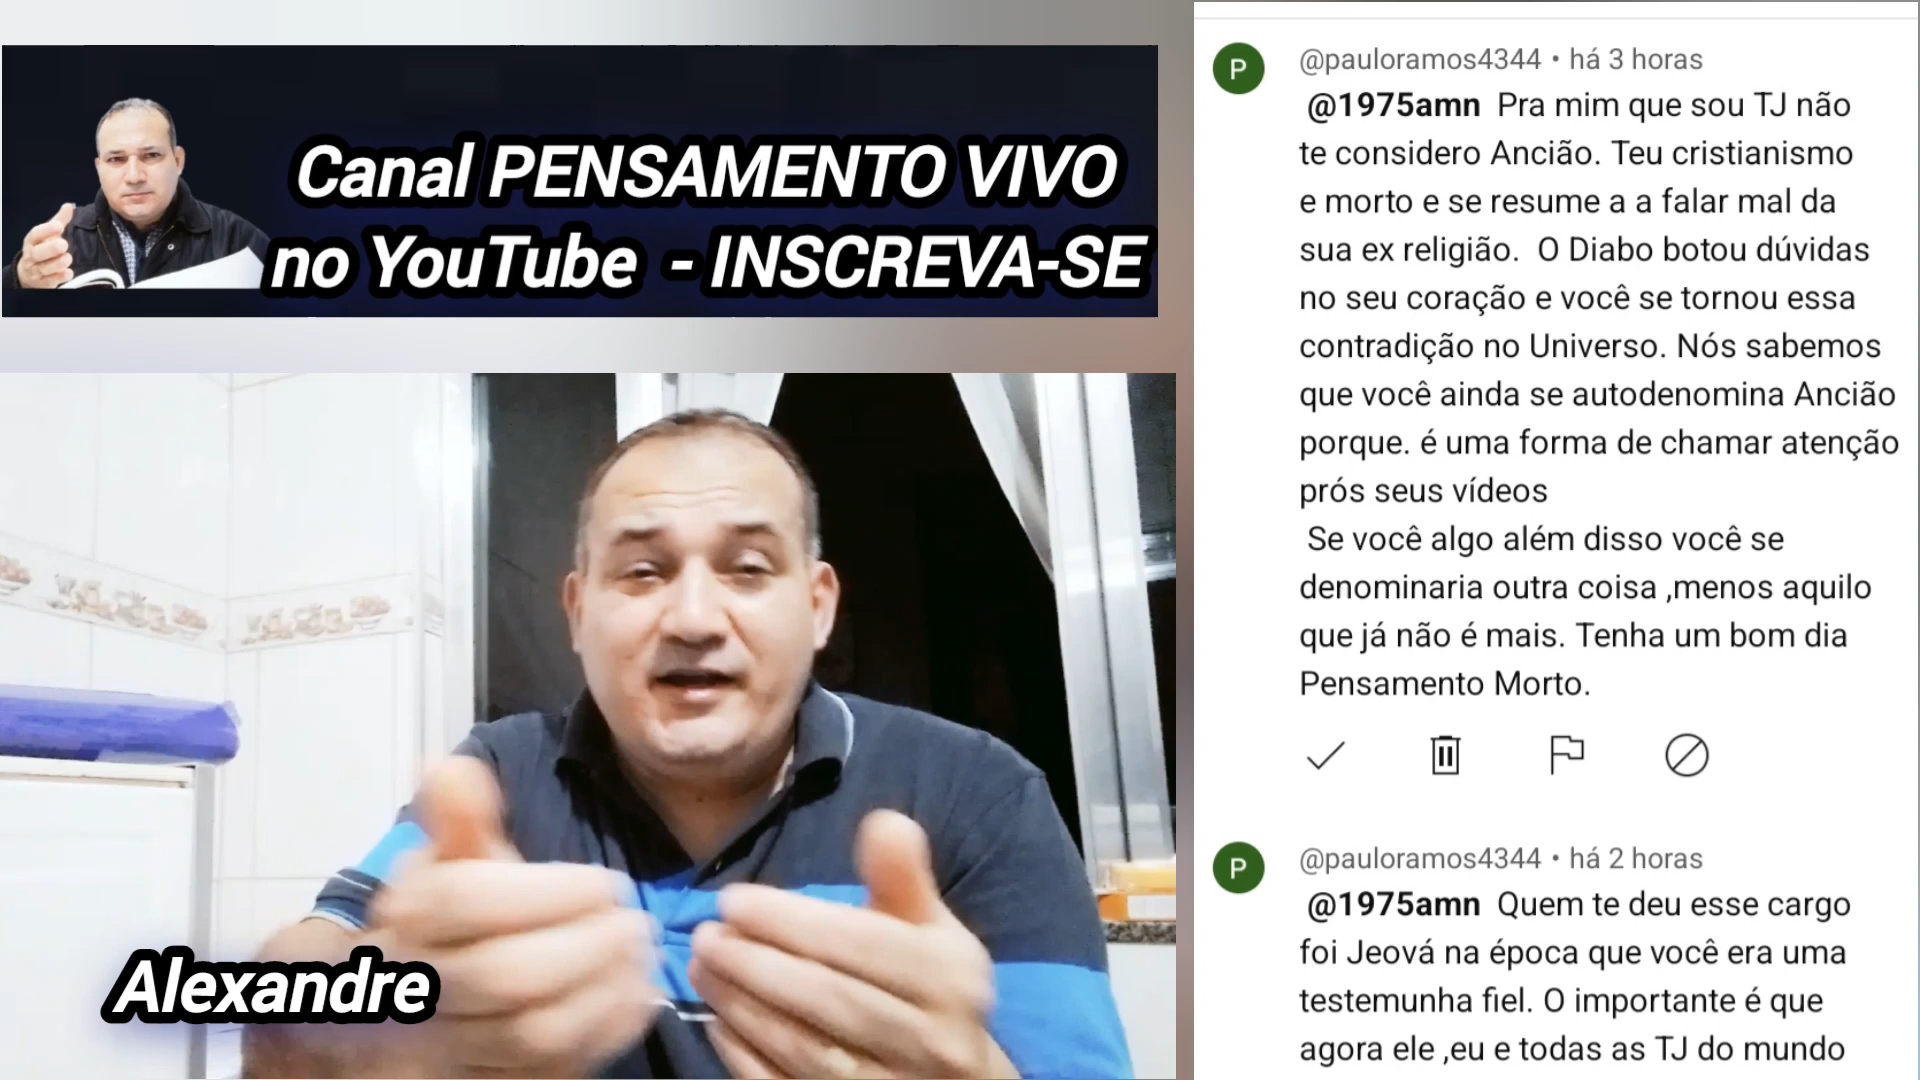 Canal PENSAMENTO VIVO
no YouTube - INSCREVA-SE
Alexandre
P
@pauloramos4344 • há 3 horas
@1975amn Pra mim que sou TJ não
te considero Ancião. Teu cristianismo
e morto e se resume a a falar mal da
sua ex religião. O Diabo botou dúvidas
no seu coração e você se tornou essa
contradição no Universo. Nós sabemos
que você ainda se autodenomina Ancião
porque. é uma forma de chamar atenção
prós seus vídeos
Se você algo além disso você se
denominaria outra coisa ,menos aquilo
que já não é mais. Tenha um bom dia
Pensamento Morto.
P
@pauloramos4344 • há 2 horas
@1975amn Quem te deu esse cargo
foi Jeová na época que você era uma
testemunha fiel. O importante é que
agora ele ,eu e todas as TJ do mundo